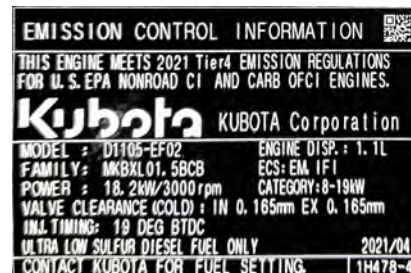 EMISSION CONTROL INFORMATION
THIS ENGINE MEETS 2021 Tier4 EMISSION REGULATIONS
FOR U.S. EPA NONROAD CI AND CARB OFCI ENGINES.
Kubota KUBOTA Corporation
MODEL : D1105-EF02 ENGINE DISP.: 1.1L
FAMILY: MKBXL01.5BCB ECS: EM, IFI
POWER : 18.2kW/3000rpm CATEGORY:8-19kW
VALVE CLEARANCE(COLD): IN 0.165mm EX 0.165mm
INJ.TIMING: 19 DEG BTDC
ULTRA LOW SULFUR DIESEL FUEL ONLY 2021/04
CONTACT KUBOTA FOR FUEL SETTING. 1H478-